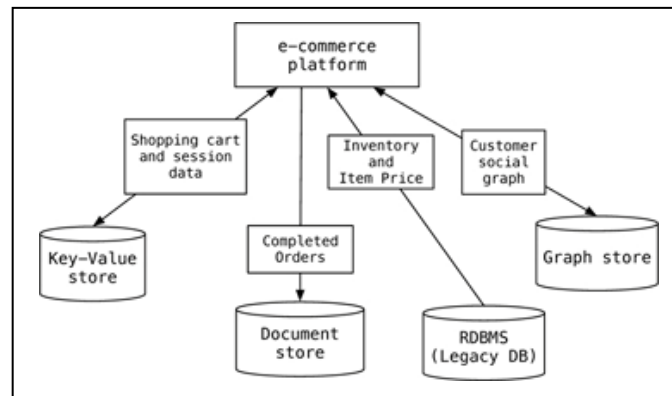 e-commerce
platform
Shopping cart
and session
data
Inventory
and
Item Price
Customer
social
graph
Completed
Orders
Key-Value
store
Document
store
RDBMS
(Legacy DB)
Graph store